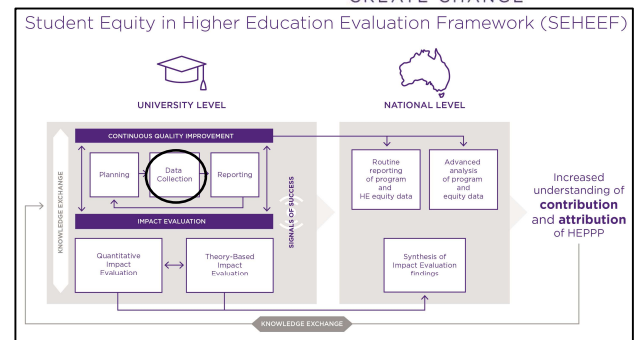 CREATE CHANGE
Student Equity in Higher Education Evaluation Framework (SEHEEF)
UNIVERSITY LEVEL
NATIONAL LEVEL
KNOWLEDGE EXCHANGE
CONTINUOUS QUALITY IMPROVEMENT
Planning
Data
Collection
Reporting
IMPACT EVALUATION
Quantitative
Impact
Evaluation
Theory-Based
Impact
Evaluation
SIGNALS OF SUCCESS
Routine
reporting
of program
and
HE equity data
Advanced
analysis
of program
and
equity data
Synthesis of
Impact Evaluation
findings
Increased
understanding of
contribution
and attribution
of HEPPP
KNOWLEDGE EXCHANGE